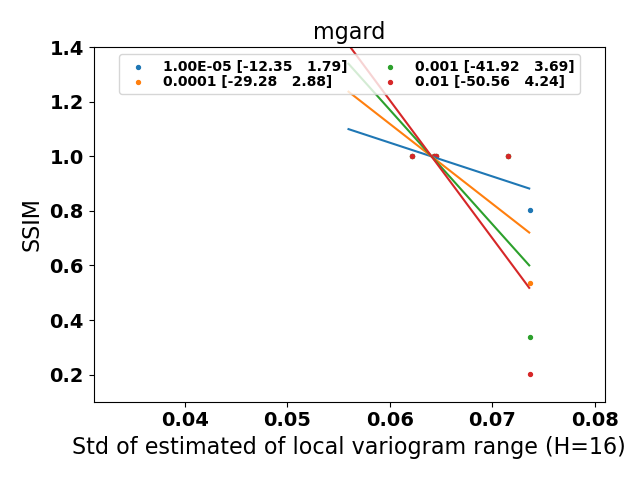 mgard
1.00E-05 [-12.35 1.79]
0.0001 [-29.28 2.88]
0.001 [-41.92 3.69]
0.01 [-50.56 4.24]
SSIM
1.4
1.2
1.0
0.8
0.6
0.4
0.2
0.04 0.05 0.06 0.07 0.08
Std of estimated of local variogram range (H=16)